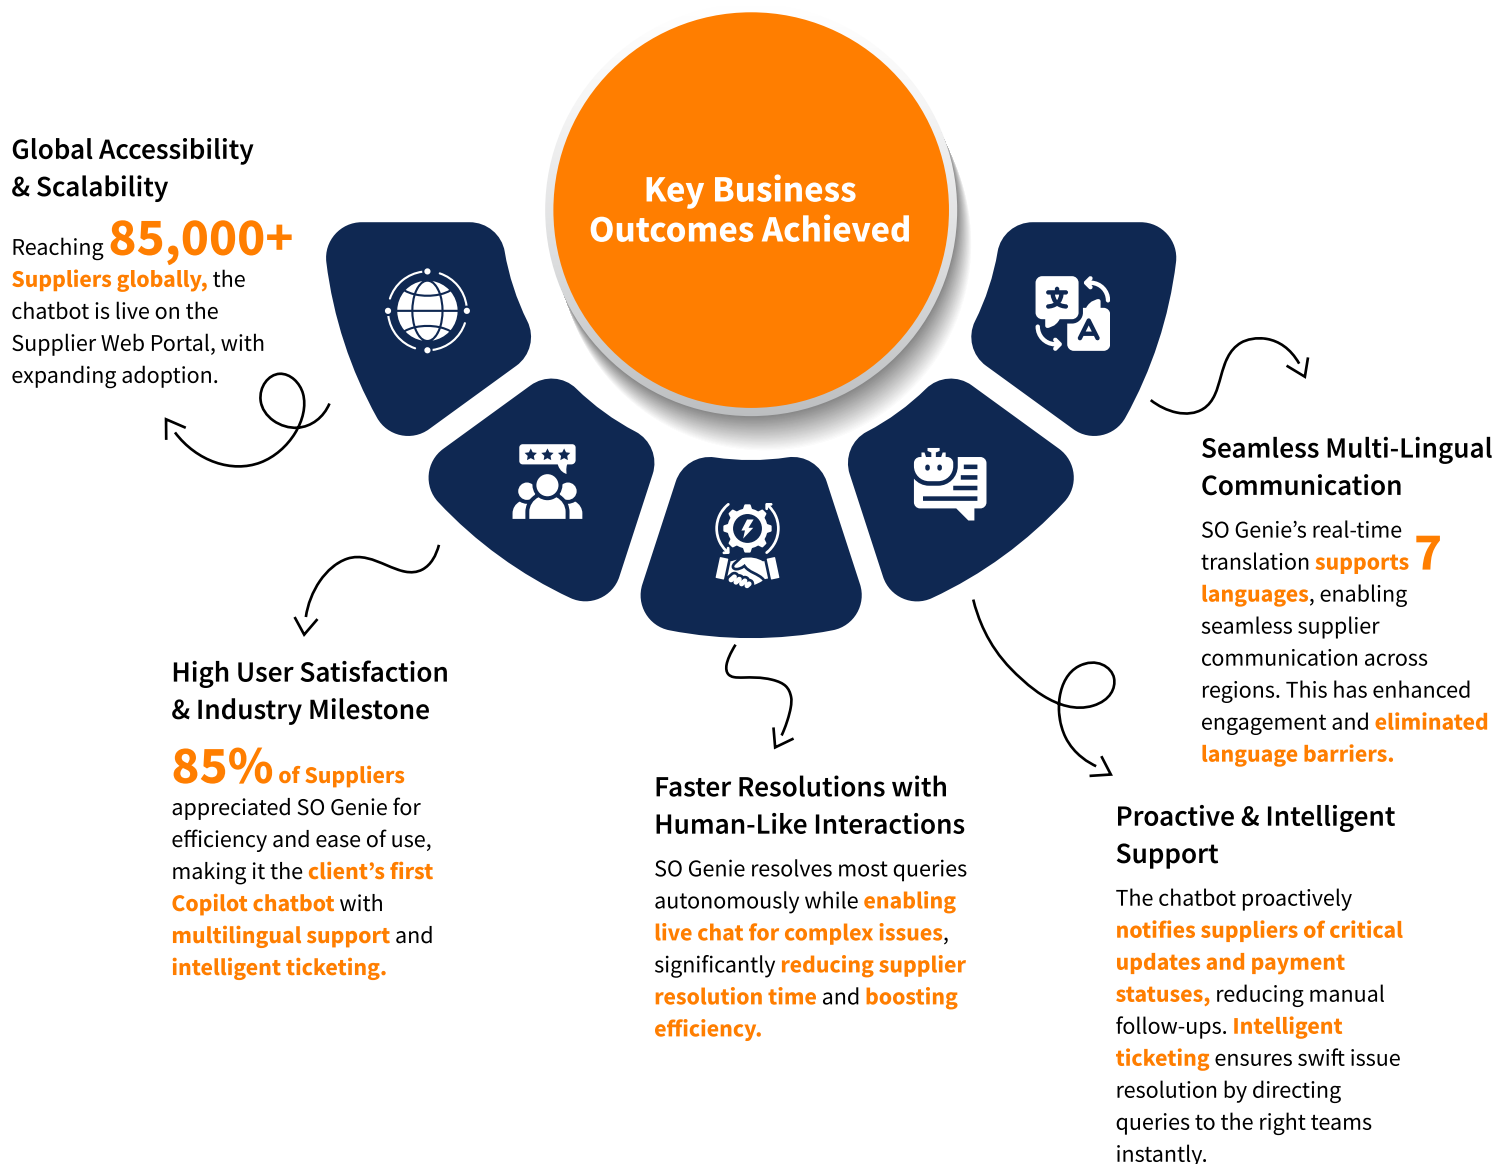 Key Business
Outcomes Achieved
Global Accessibility
& Scalability
Reaching 85,000+
Suppliers globally, the
chatbot is live on the
Supplier Web Portal, with
expanding adoption.
High User Satisfaction
& Industry Milestone
85% of Suppliers
appreciated SO Genie for
efficiency and ease of use,
making it the client’s first
Copilot chatbot with
multilingual support and
intelligent ticketing.
Faster Resolutions with
Human-Like Interactions
SO Genie resolves most queries
autonomously while enabling
live chat for complex issues,
significantly reducing supplier
resolution time and boosting
efficiency.
Proactive & Intelligent
Support
The chatbot proactively
notifies suppliers of critical
updates and payment
statuses, reducing manual
follow-ups. Intelligent
ticketing ensures swift issue
resolution by directing
queries to the right teams
instantly.
文
A
Seamless Multi-Lingual
Communication
SO Genie’s real-time
translation supports 7
languages, enabling
seamless supplier
communication across
regions. This has enhanced
engagement and eliminated
language barriers.